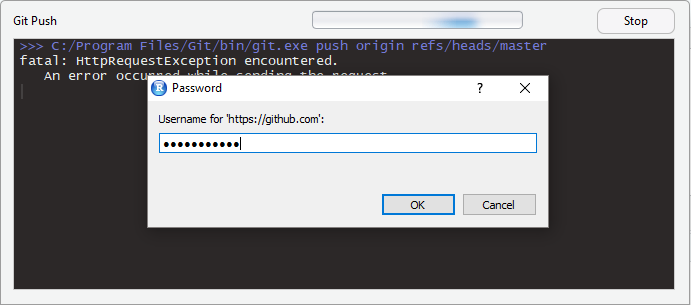 Git Push
Stop
>>> C:/Program Files/Git/bin/git.exe push origin refs/heads/master
fatal: HttpRequestException encountered.
An error occurred while sending the request.
R Password ? ✕
Username for 'https://github.com':
●●●●●●●●●●●
OK Cancel